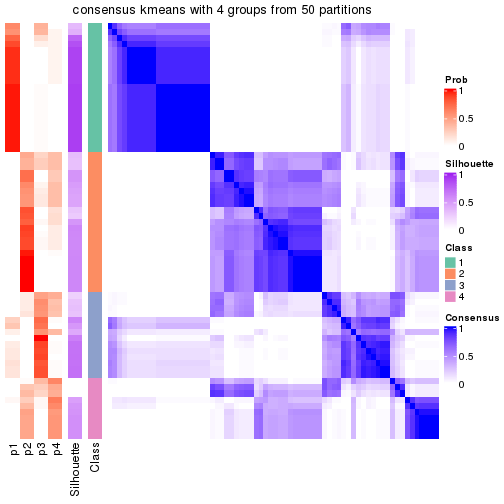 consensus kmeans with 4 groups from 50 partitions
Prob
1
0.5
0
Silhouette
1
0.5
0
Class
1
2
3
4
Consensus
1
0.5
0
p1
p2
p3
p4
Silhouette
Class